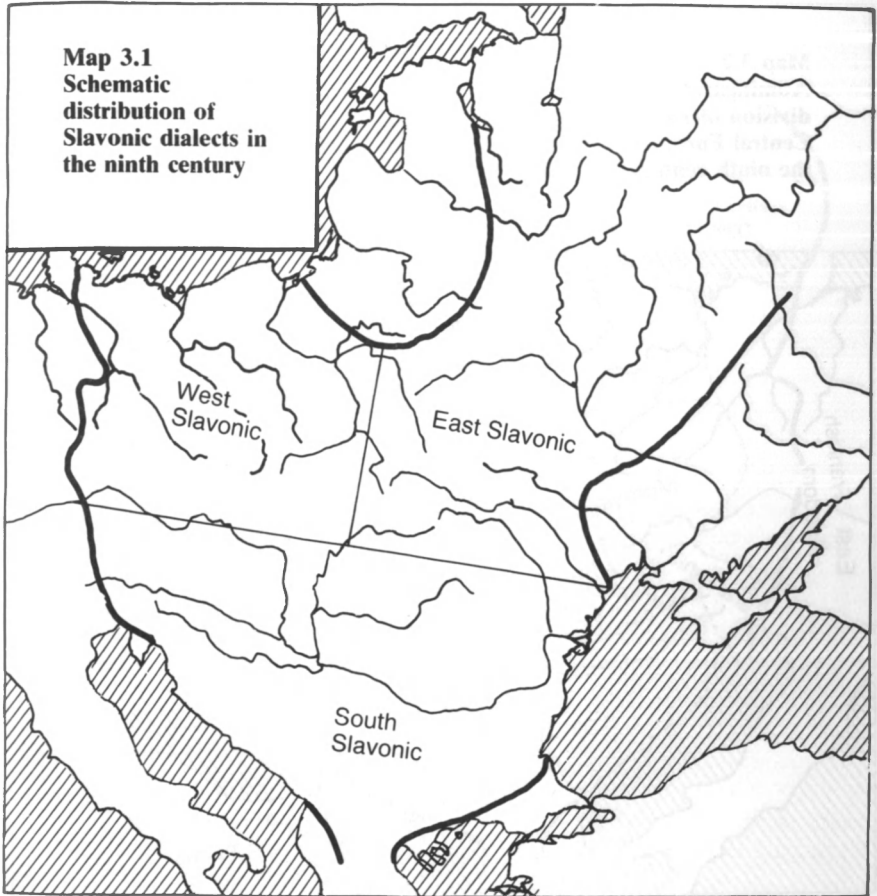 Map 3.1
Schematic
distribution of
Slavonic dialects in
the ninth century
West
Slavonic
East Slavonic
South
Slavonic